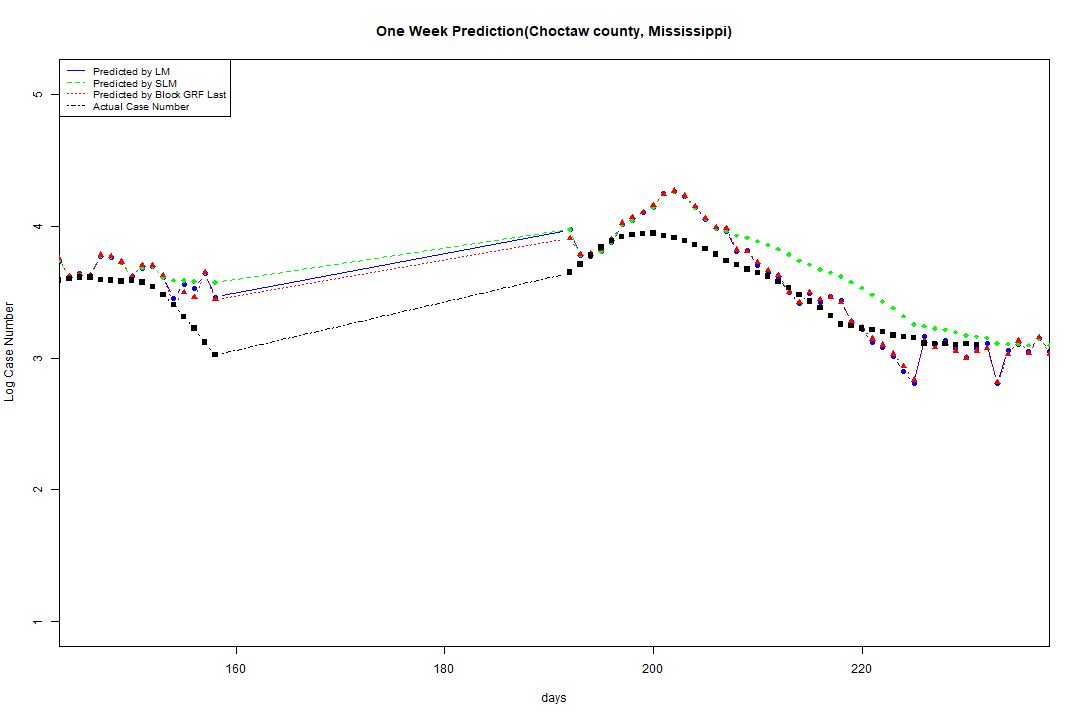 One Week Prediction(Choctaw county, Mississippi)
Predicted by LM
Predicted by SLM
Predicted by Block GRF Last
Actual Case Number
5
4
3
2
1
Log Case Number
160 180 200 220
days